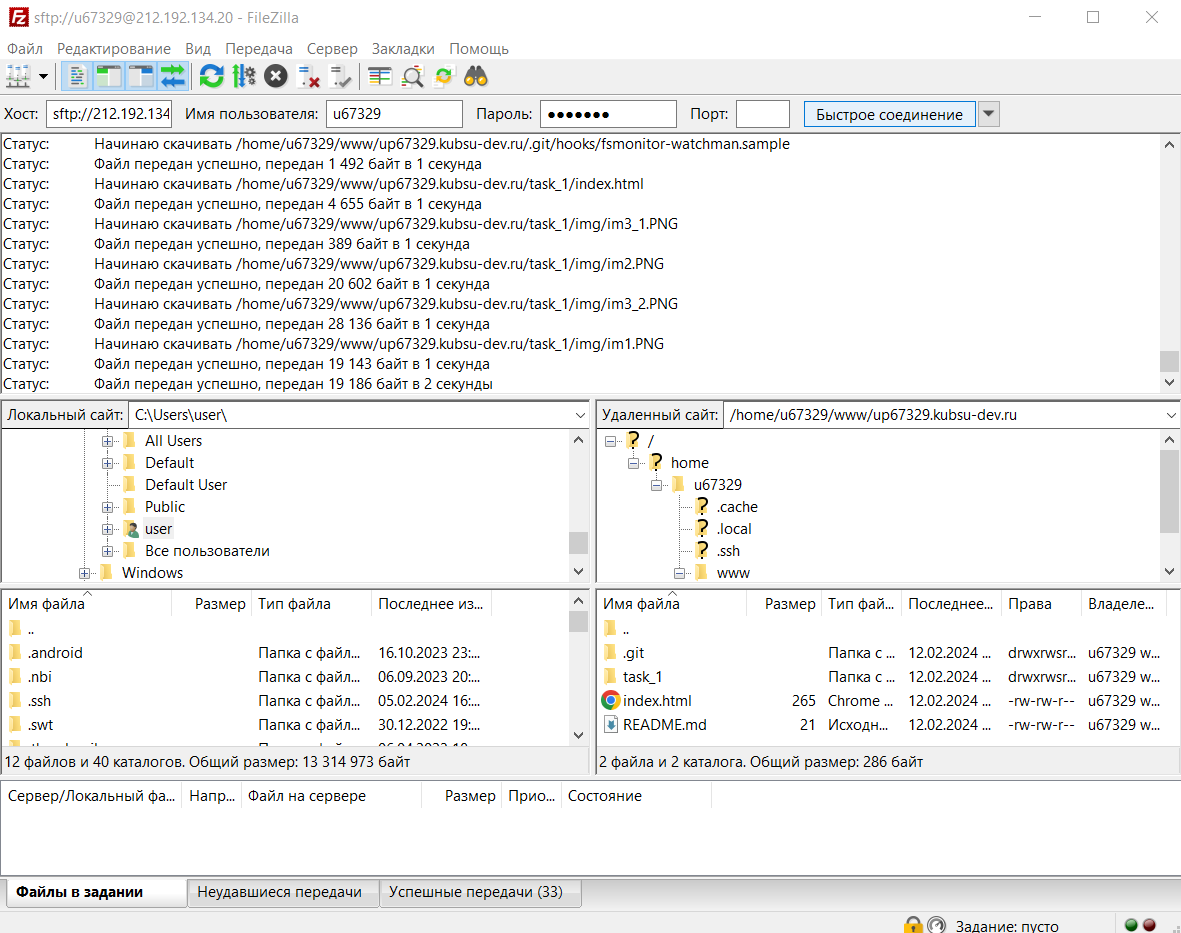 sftp://u67329@212.192.134.20 - FileZilla
Файл Редактирование Вид Передача Сервер Закладки Помощь
Хост: sftp://212.192.134 Имя пользователя: u67329 Пароль: ●●●●●●● Порт: Быстрое соединение
Статус: Начинаю скачивать /home/u67329/www/up67329.kubsu-dev.ru/.git/hooks/fsmonitor-watchman.sample
Статус: Файл передан успешно, передан 1 492 байт в 1 секунда
Статус: Начинаю скачивать /home/u67329/www/up67329.kubsu-dev.ru/task_1/index.html
Статус: Файл передан успешно, передан 4 655 байт в 1 секунда
Статус: Начинаю скачивать /home/u67329/www/up67329.kubsu-dev.ru/task_1/img/im3_1.PNG
Статус: Файл передан успешно, передан 389 байт в 1 секунда
Статус: Начинаю скачивать /home/u67329/www/up67329.kubsu-dev.ru/task_1/img/im2.PNG
Статус: Файл передан успешно, передан 20 602 байт в 1 секунда
Статус: Начинаю скачивать /home/u67329/www/up67329.kubsu-dev.ru/task_1/img/im3_2.PNG
Статус: Файл передан успешно, передан 28 136 байт в 1 секунда
Статус: Начинаю скачивать /home/u67329/www/up67329.kubsu-dev.ru/task_1/img/im1.PNG
Статус: Файл передан успешно, передан 19 143 байт в 1 секунда
Статус: Файл передан успешно, передан 19 186 байт в 2 секунды
Локальный сайт: C:\Users\user\
All Users
Default
Default User
Public
user
Все пользователи
Windows
Удаленный сайт: /home/u67329/www/up67329.kubsu-dev.ru
/
home
u67329
.cache
.local
.ssh
www
Имя файла Размер Тип файла Последнее из...
..
.android Папка с файл... 16.10.2023 23:...
.nbi Папка с файл... 06.09.2023 20:...
.ssh Папка с файл... 05.02.2024 16:...
.swt Папка с файл... 30.12.2022 19:...
12 файлов и 40 каталогов. Общий размер: 13 314 973 байт
Имя файла Размер Тип фай... Последнее... Права Владеле...
..
.git Папка с ... 12.02.2024 ... drwxrwsr... u67329 w...
task_1 Папка с ... 12.02.2024 ... drwxrwsr... u67329 w...
index.html 265 Chrome ... 12.02.2024 ... -rw-rw-r-- u67329 w...
README.md 21 Исходн... 12.02.2024 ... -rw-rw-r-- u67329 w...
2 файла и 2 каталога. Общий размер: 286 байт
Сервер/Локальный фа... Напр... Файл на сервере Размер Прио... Состояние
Файлы в задании Неудавшиеся передачи Успешные передачи (33)
Задание: пусто